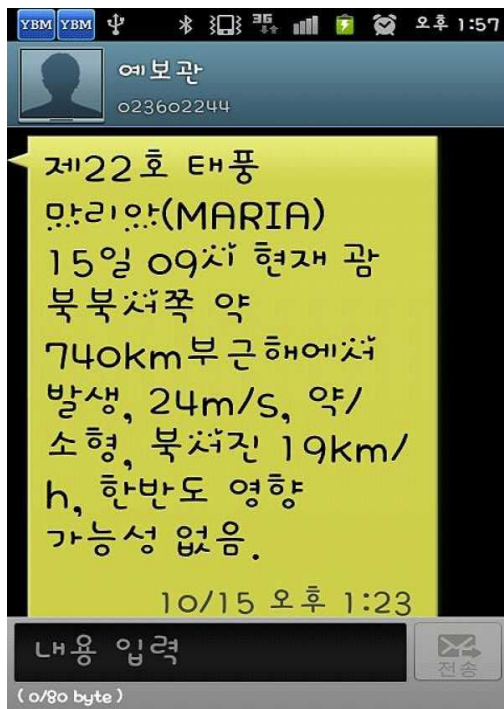 YBM YBM 3G 오후 1:57
예보관
023602244
제22호 태풍
마리아(MARIA)
15일 09시 현재 괌
북북서쪽 약
740km부근해에서
발생, 24m/s, 약/
소형, 북서진 19km/
h, 한반도 영향
가능성 없음.
10/15 오후 1:23
내용 입력
전송
(0/80 byte)